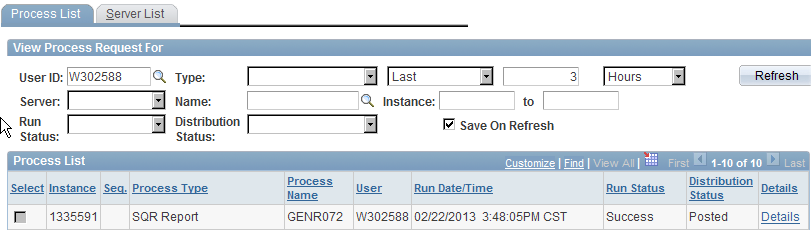 Process List Server List
View Process Request For
User ID: W302588 Type: Last 3 Hours Refresh
Server: Name: Instance: to
Run Status: Distribution Status: Save On Refresh
Process List Customize | Find | View All | First 1-10 of 10 Last
Select Instance Seq. Process Type Process Name User Run Date/Time Run Status Distribution Status Details
1335591 SQR Report GENR072 W302588 02/22/2013 3:48:05PM CST Success Posted Details